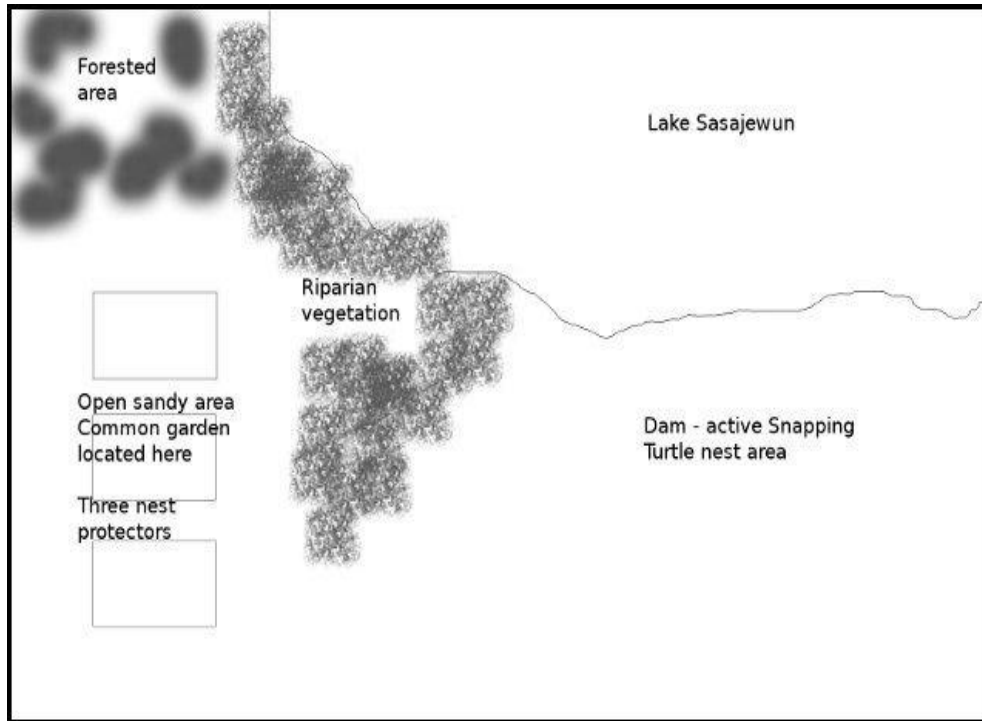 Forested
area
Lake Sasajewun
Riparian
vegetation
Open sandy area
Common garden
located here
Three nest
protectors
Dam - active Snapping
Turtle nest area